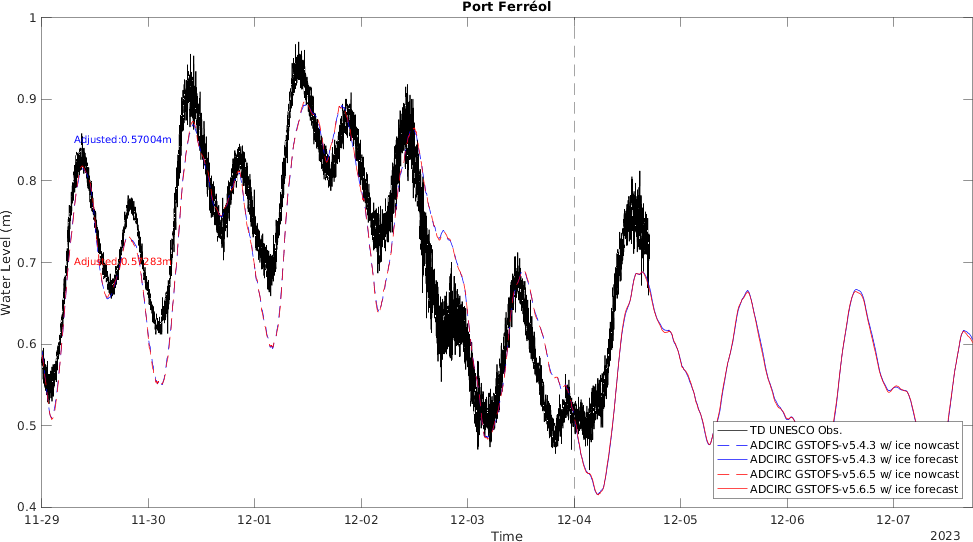 Port Ferréol
Water Level (m)
1
0.9
0.8
0.7
0.6
0.5
0.4
Adjusted:0.57004m
Adjusted:0.57283m
TD UNESCO Obs.
ADCIRC GSTOFS-v5.4.3 w/ ice nowcast
ADCIRC GSTOFS-v5.4.3 w/ ice forecast
ADCIRC GSTOFS-v5.6.5 w/ ice nowcast
ADCIRC GSTOFS-v5.6.5 w/ ice forecast
11-29 11-30 12-01 12-02 12-03 12-04 12-05 12-06 12-07
Time
2023